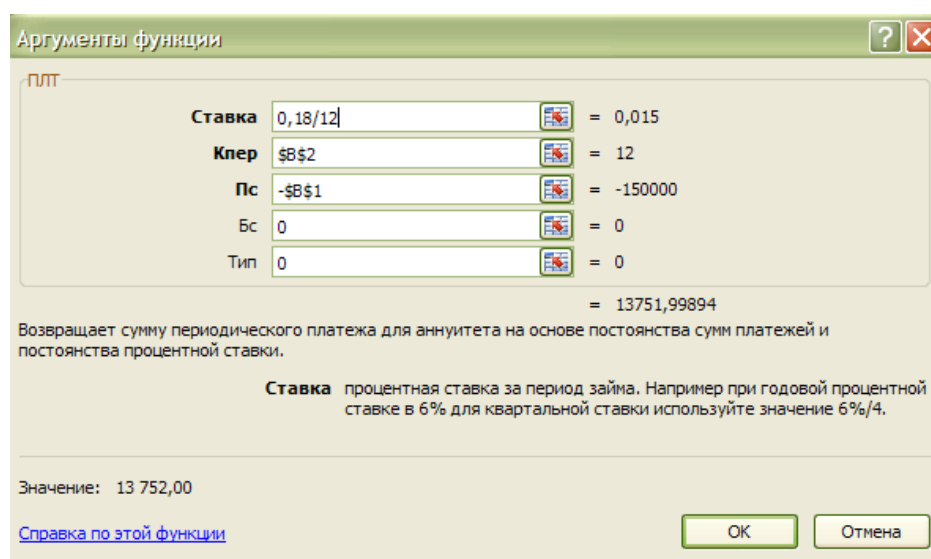 Аргументы функции
ПЛТ
Ставка 0,18/12 = 0,015
Кпер $B$2 = 12
Пс -$B$1 = -150000
Бс 0 = 0
Тип 0 = 0
= 13751,99894
Возвращает сумму периодического платежа для аннуитета на основе постоянства сумм платежей и
постоянства процентной ставки.
Ставка процентная ставка за период займа. Например при годовой процентной
ставке в 6% для квартальной ставки используйте значение 6%/4.
Значение: 13 752,00
Справка по этой функции
ОК
Отмена